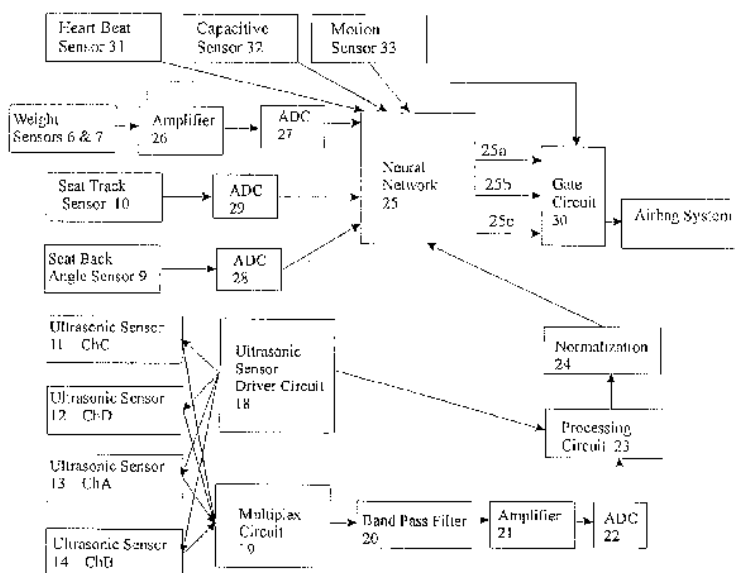 Heart Beat
Sensor 31
Capacitive
Sensor 32
Motion
Sensor 33
Weight
Sensors 6 & 7
Amplifier
26
ADC
27
Neural
Network
25
25a
25b
25c
Gate
Circuit
30
Airbag System
Seat Track
Sensor 10
ADC
29
Seat Back
Angle Sensor 9
ADC
28
Ultrasonic Sensor
11 ChC
Ultrasonic
Sensor
Driver Circuit
18
Normalization
24
Ultrasonic Sensor
12 ChD
Processing
Circuit 23
Ultrasonic Sensor
13 ChA
Multiplex
Circuit
19
Band Pass Filter
20
Amplifier
21
ADC
22
Ultrasonic Sensor
14 ChB